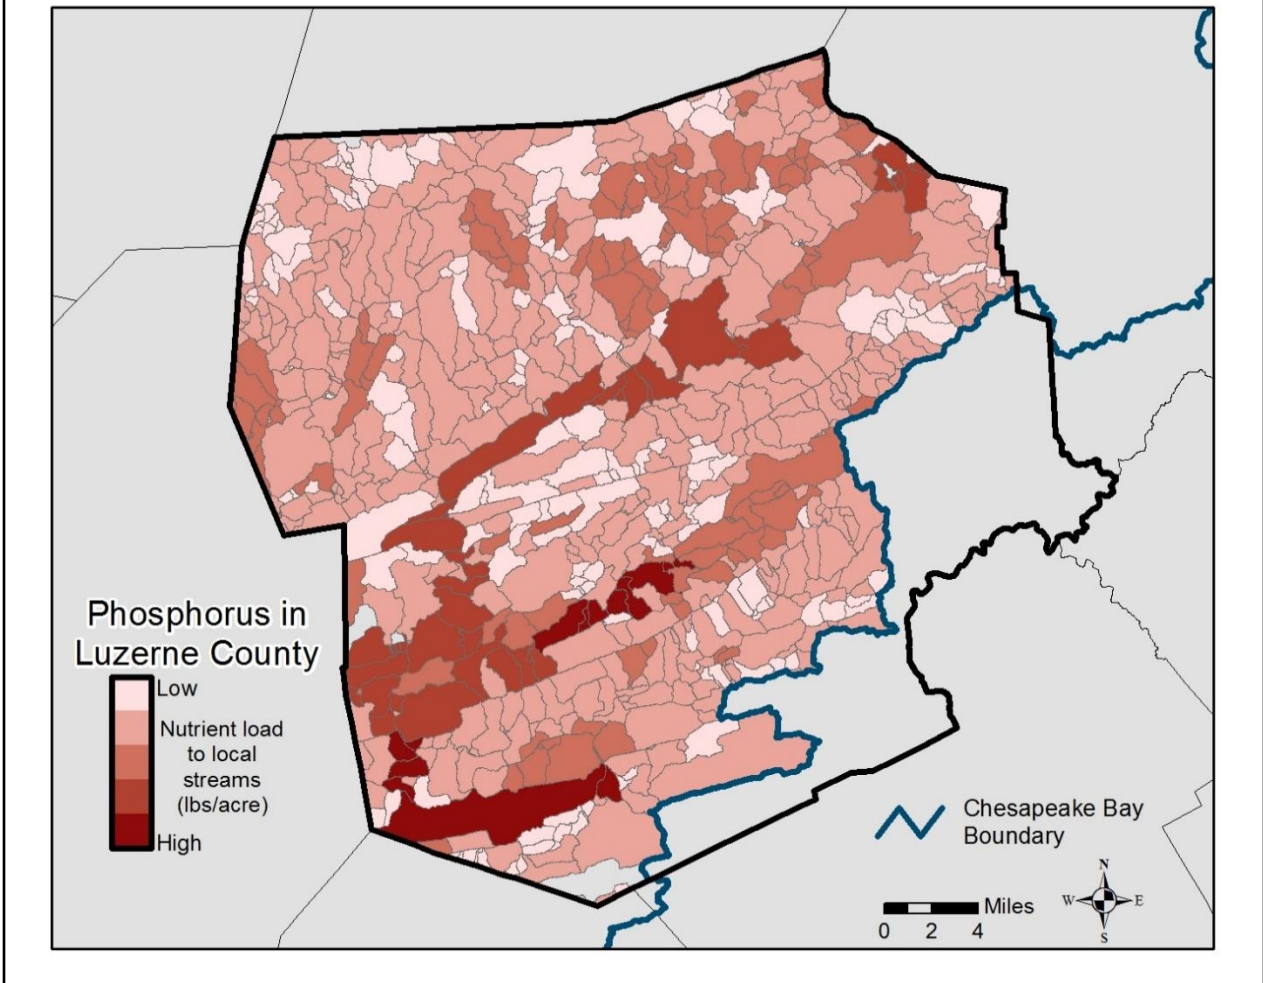 Phosphorus in
Luzerne County
Low
Nutrient load
to local
streams
(lbs/acre)
High
Chesapeake Bay
Boundary
Miles
0 2 4
N
W E
S